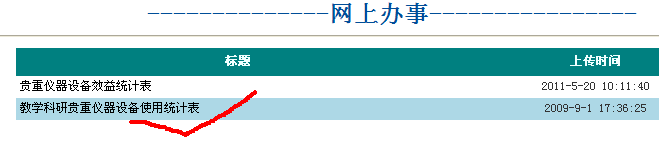 --------------网上办事----------------
标题 上传时间
贵重仪器设备效益统计表 2011-5-20 10:11:40
教学科研贵重仪器设备使用统计表 2009-9-1 17:36:25